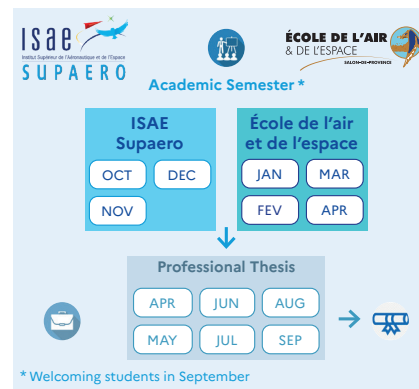 isae
Institut Supérieur de l'Aéronautique et de l'Espace
SUPAERO
ÉCOLE DE L'AIR
& DE L'ESPACE
SALON-DE-PROVENCE
Academic Semester *
ISAE
Supaero
OCT DEC
NOV
École de l'air
et de l'espace
JAN MAR
FEV APR
Professional Thesis
APR JUN AUG
MAY JUL SEP
* Welcoming students in September